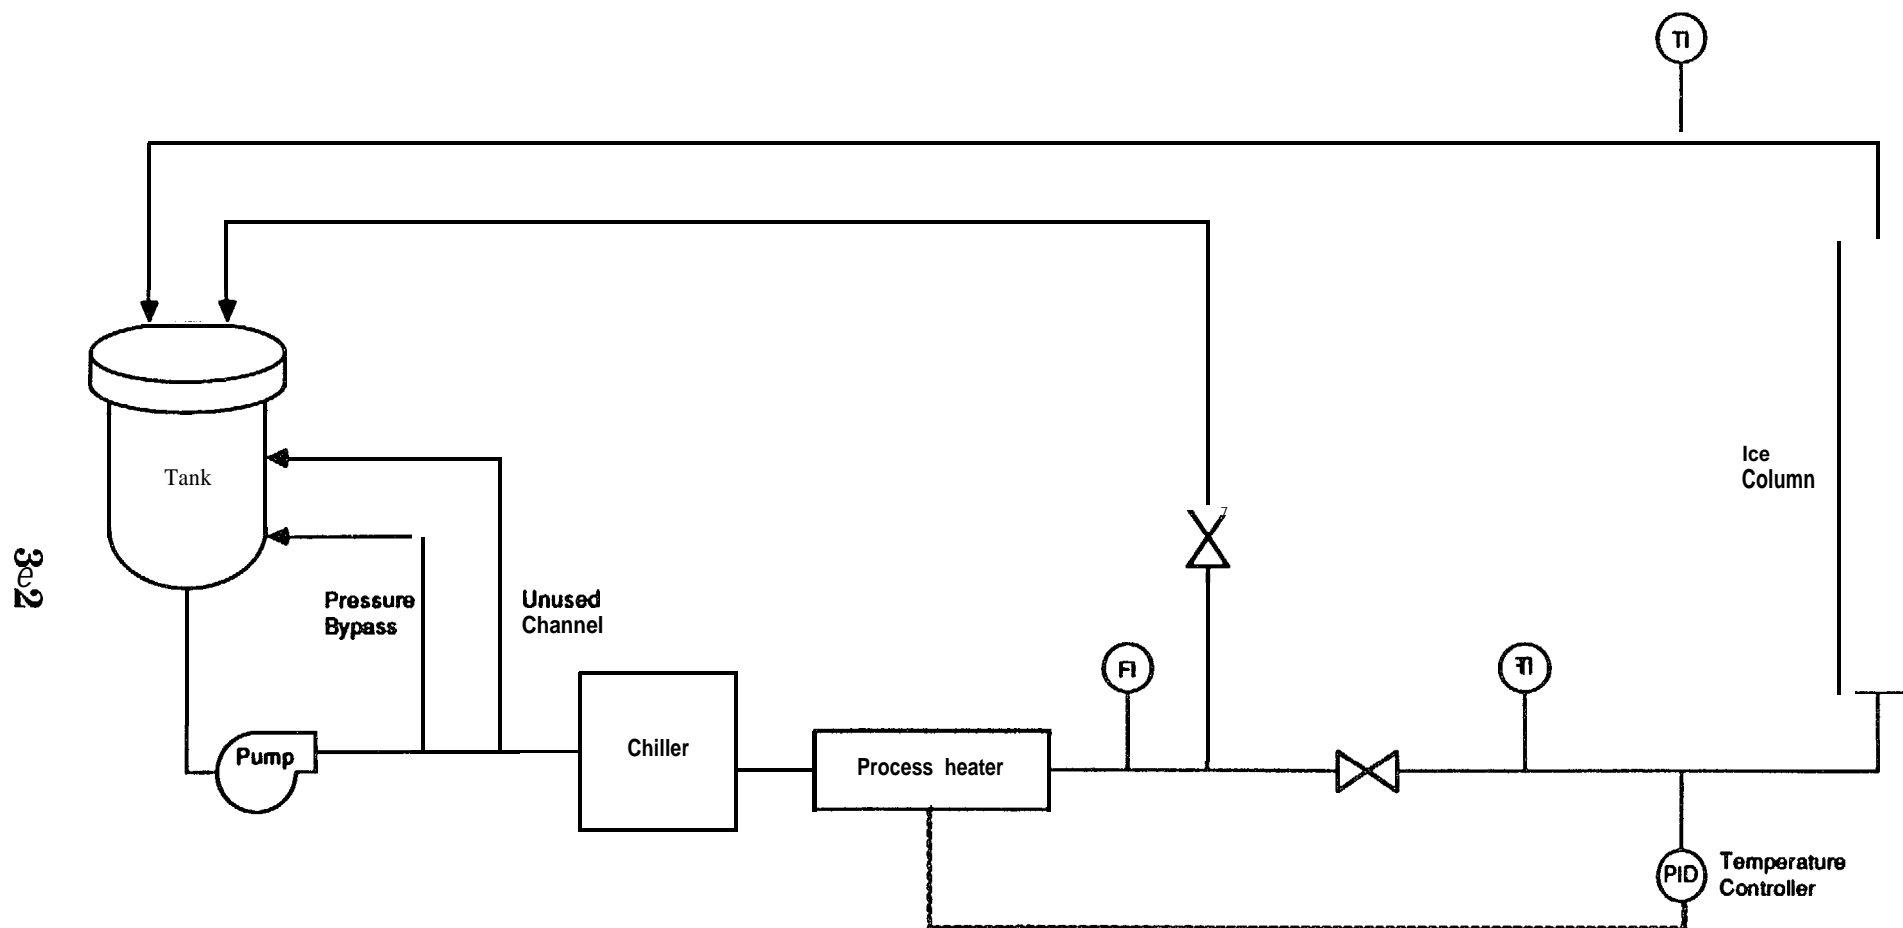 TI
Ice
Column
Tank
3e2
Pressure
Bypass
Unused
Channel
FI
TI
Pump
Chiller
Process heater
PID
Temperature
Controller